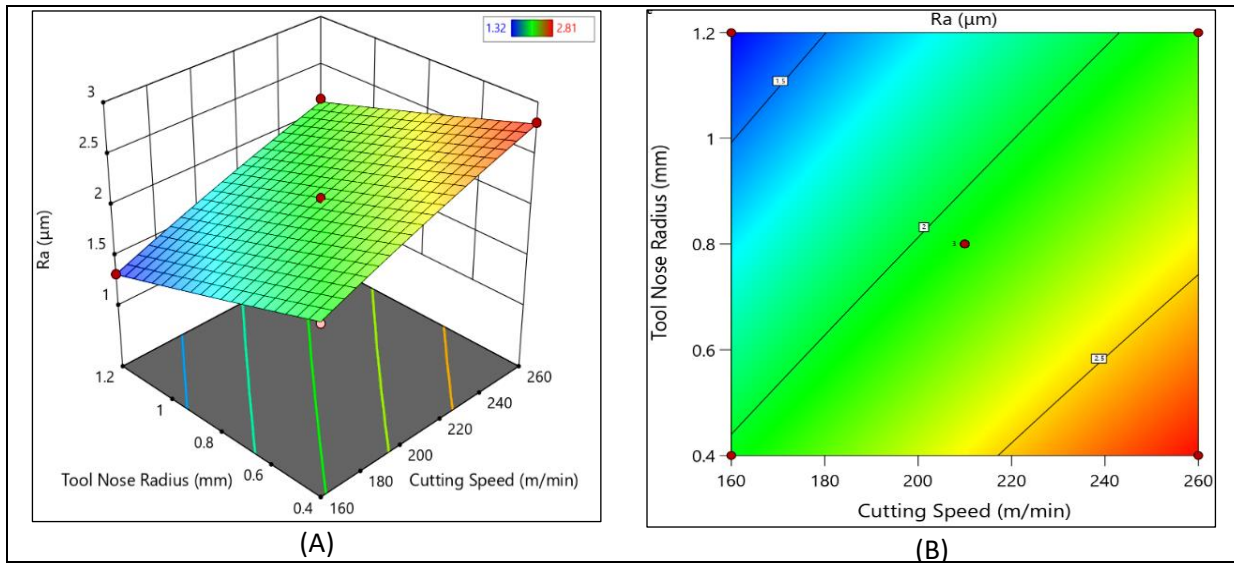 1.32 2.81
3
2.5
2
1.5
1
Ra (μm)
1.2
1
0.8
0.6
0.4
Tool Nose Radius (mm)
160
180
200
220
240
260
Cutting Speed (m/min)
(A)
Ra (μm)
1.2
1
0.8
0.6
0.4
Tool Nose Radius (mm)
1.5
2
3
2.5
160 180 200 220 240 260
Cutting Speed (m/min)
(B)